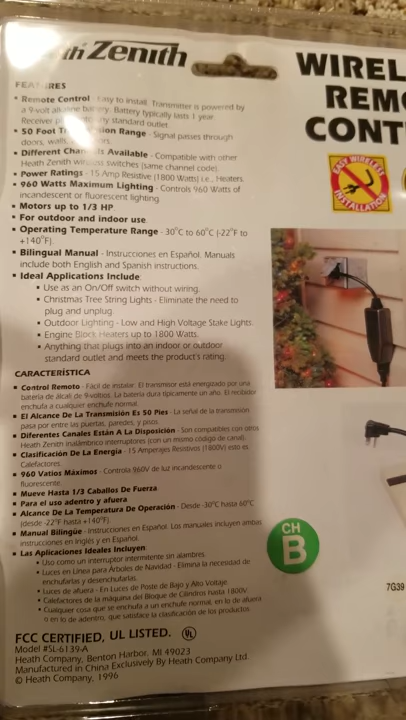 th Zenith
WIREL
REM
CONT
EASY WIRELESS
INSTALLATION
FEATURES
• Remote Control - Easy to install. Transmitter is powered by
a 9-volt alkaline battery. Battery typically lasts 1 year.
Receiver standard outlet.
• 50 Foot Transmission Range - Signal passes through
doors,
• Different Channels Available - Compatible with other
Heath Zenith wireless switches (same channel code).
• Power Ratings - 15 Amp Resistive (1800 Watts) i.e., Heaters.
• 960 Watts Maximum Lighting - Controls 960 Watts of
incandescent or fluorescent lighting.
• Motors up to 1/3 HP
• For outdoor and indoor use.
• Operating Temperature Range - 30°C to 60°C (-22°F to
+140°F).
• Bilingual Manual - Instrucciones en Español. Manuals
include both English and Spanish instructions.
• Ideal Applications Include:
• Use as an On/Off switch without wiring.
• Christmas Tree String Lights - Eliminate the need to
plug and unplug
• Outdoor Lighting - Low and High Voltage Stake Lights.
• Engine Block Heaters up to 1800 Watts.
• Anything that plugs into an indoor or outdoor
standard outlet and meets the product's rating.
CARACTERÍSTICA
• Control Remoto - Fácil de instalar. El transmisor está energizado por una
batería de álcali de 9-voltios. La batería dura típicamente un año. El recibidor
enchufa a cualquier enchufe normal.
• El Alcance De La Transmisión Es 50 Pies - La señal de la transmisión
pasa por entre las puertas, paredes, y pisos.
• Diferentes Canales Están A La Disposición - Son compatibles con otros
Heath Zenith inalámbrico interruptores (con un mismo código de canal).
• Clasificación De La Energía - 15 Amperajes Resistivos (1800V) esto es
Calefactores.
• 960 Vatios Máximos - Controla 960V de luz incandescente o
fluorescente.
• Mueve Hasta 1/3 Caballos De Fuerza
• Para el uso adentro y afuera
• Alcance De La Temperatura De Operación - Desde -30°C hasta 60°C
(desde -22°F hasta +140°F).
• Manual Bilingüe - Instrucciones en Español. Los manuales incluyen ambas
instrucciones en Inglés y en Español.
• Las Aplicaciones Ideales Incluyen
• Uso como un interruptor intermitente sin alambres.
• Luces en Línea para Arboles de Navidad - Elimina la necesidad de
enchufarlas y desenchufarlas.
• Luces de afuera - En Luces de Poste de Bajo y Alto Voltaje.
• Calefactores de la máquina del Bloque de Cilindros hasta 1800V.
• Cualquier cosa que se enchufa a un enchufe normal, en lo de afuera
o en lo de adentro, que satisface la clasificación de los productos.
CH
B
7G39
FCC CERTIFIED, UL LISTED. UL
Model #SL-6139-A
Heath Company, Benton Harbor, MI 49023
Manufactured in China Exclusively By Heath Company Ltd.
© Heath Company, 1996